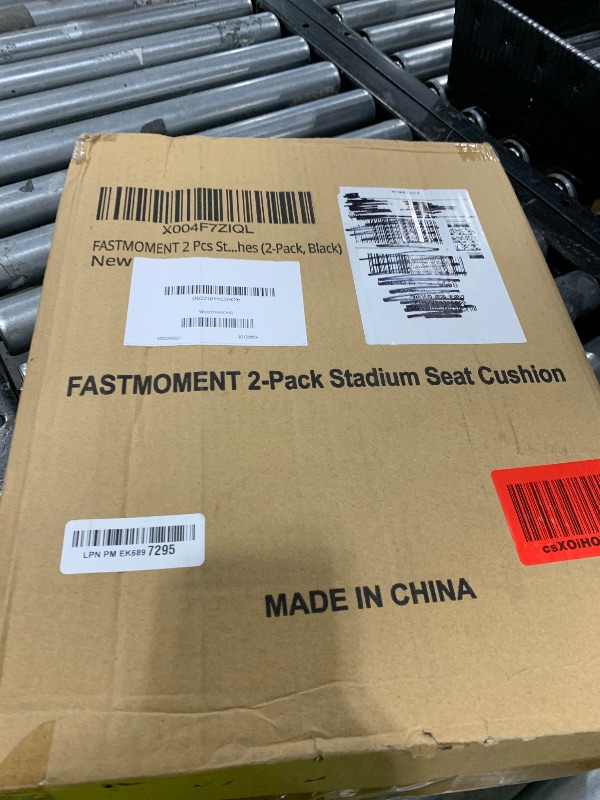 X004F7ZIQL
FASTMOMENT 2 Pcs St...hes (2-Pack, Black)
New
FASTMOMENT 2-Pack Stadium Seat Cushion
LPN PM EK689 7295
csXOiHO
MADE IN CHINA